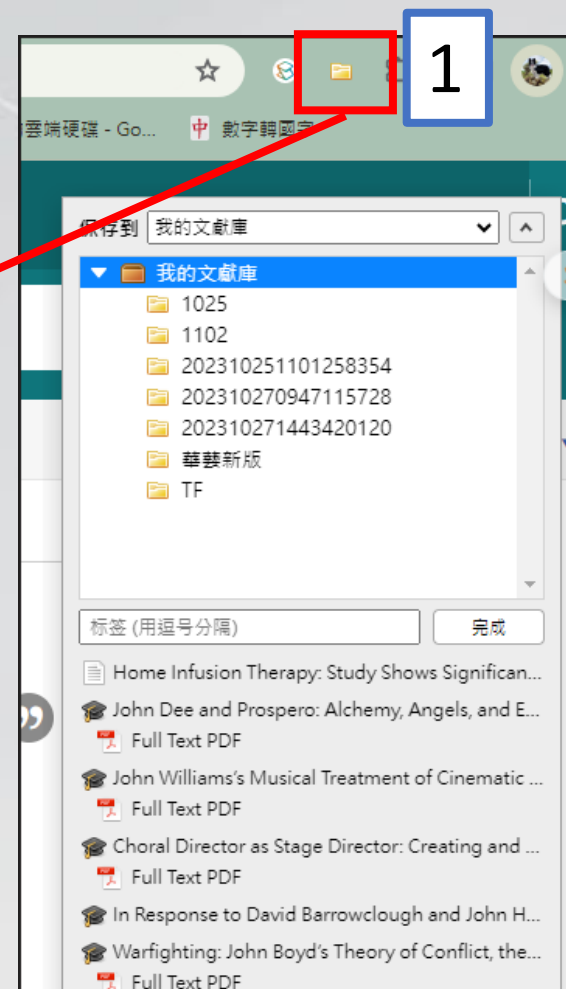 1
雲端硬碟 - Go... 中 數字轉國字
保存到 我的文獻庫
我的文獻庫
1025
1102
202310251101258354
202310270947115728
202310271443420120
華藝新版
TF
标签 (用逗号分隔) 完成
Home Infusion Therapy: Study Shows Significan...
John Dee and Prospero: Alchemy, Angels, and E...
Full Text PDF
John Williams's Musical Treatment of Cinematic ...
Full Text PDF
Choral Director as Stage Director: Creating and ...
Full Text PDF
In Response to David Barrowclough and John H...
Warfighting: John Boyd's Theory of Conflict, the...
Full Text PDF